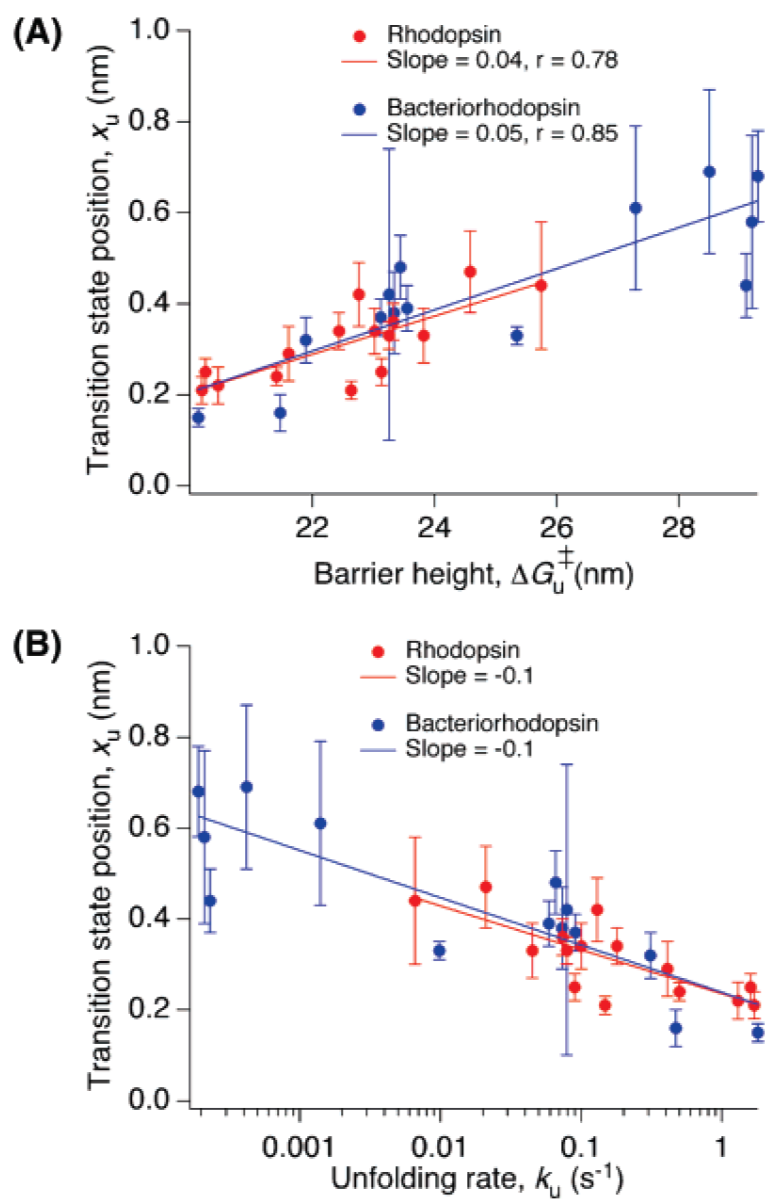 (A)
1.0
0.8
0.6
0.4
0.2
0.0
Transition state position, xu (nm)
Rhodopsin
Slope = 0.04, r = 0.78
Bacteriorhodopsin
Slope = 0.05, r = 0.85
22
24
26
28
Barrier height, ΔGu‡(nm)
(B)
1.0
0.8
0.6
0.4
0.2
0.0
Transition state position, xu (nm)
Rhodopsin
Slope = -0.1
Bacteriorhodopsin
Slope = -0.1
0.001
0.01
0.1
1
Unfolding rate, ku (s-1)